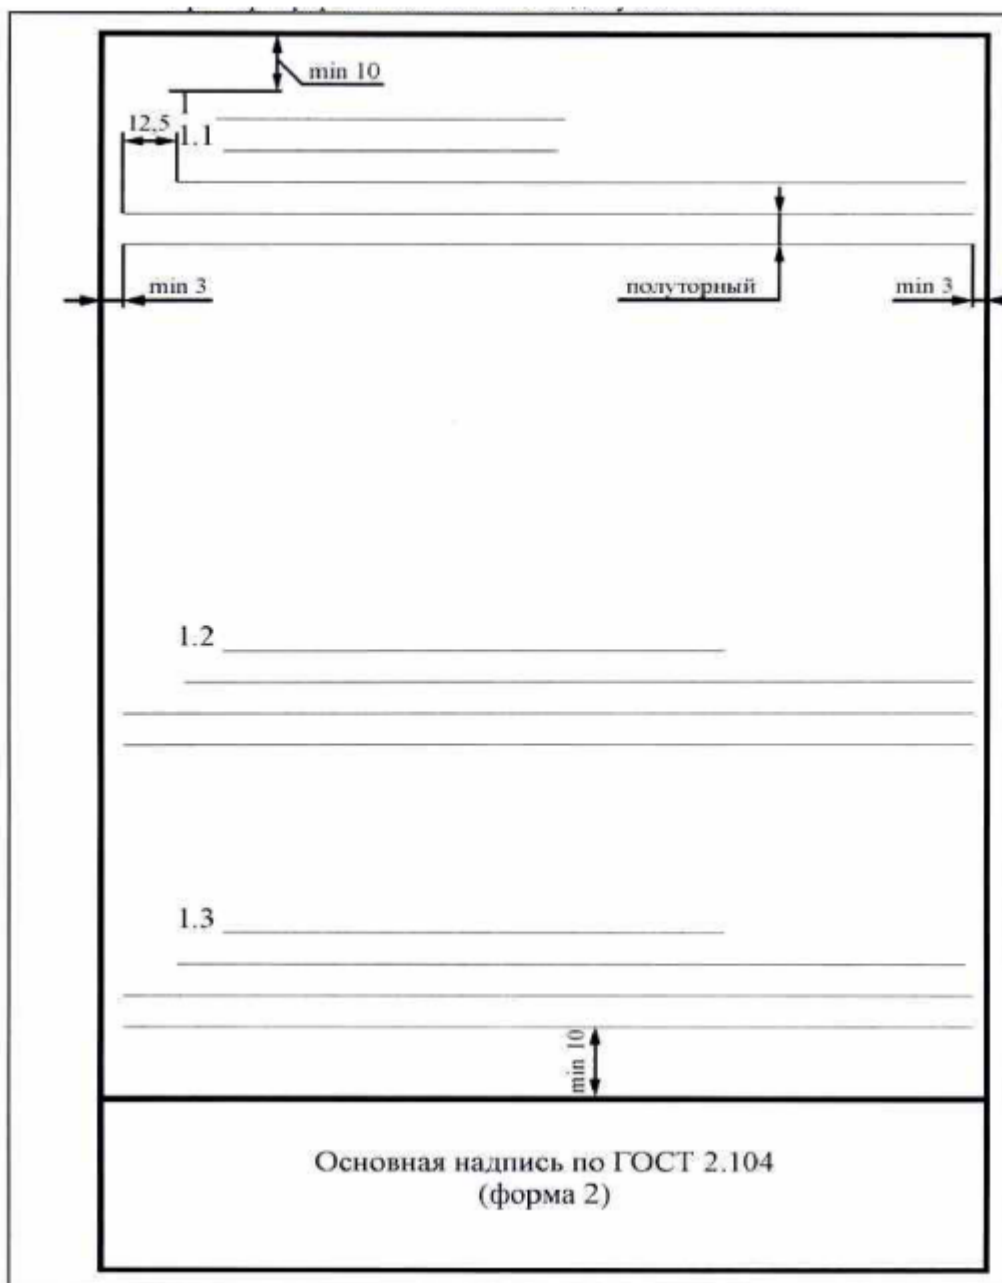 min 10
1
12,5
1.1
min 3
полуторный
min 3
1.2
1.3
min 10
Основная надпись по ГОСТ 2.104
(форма 2)